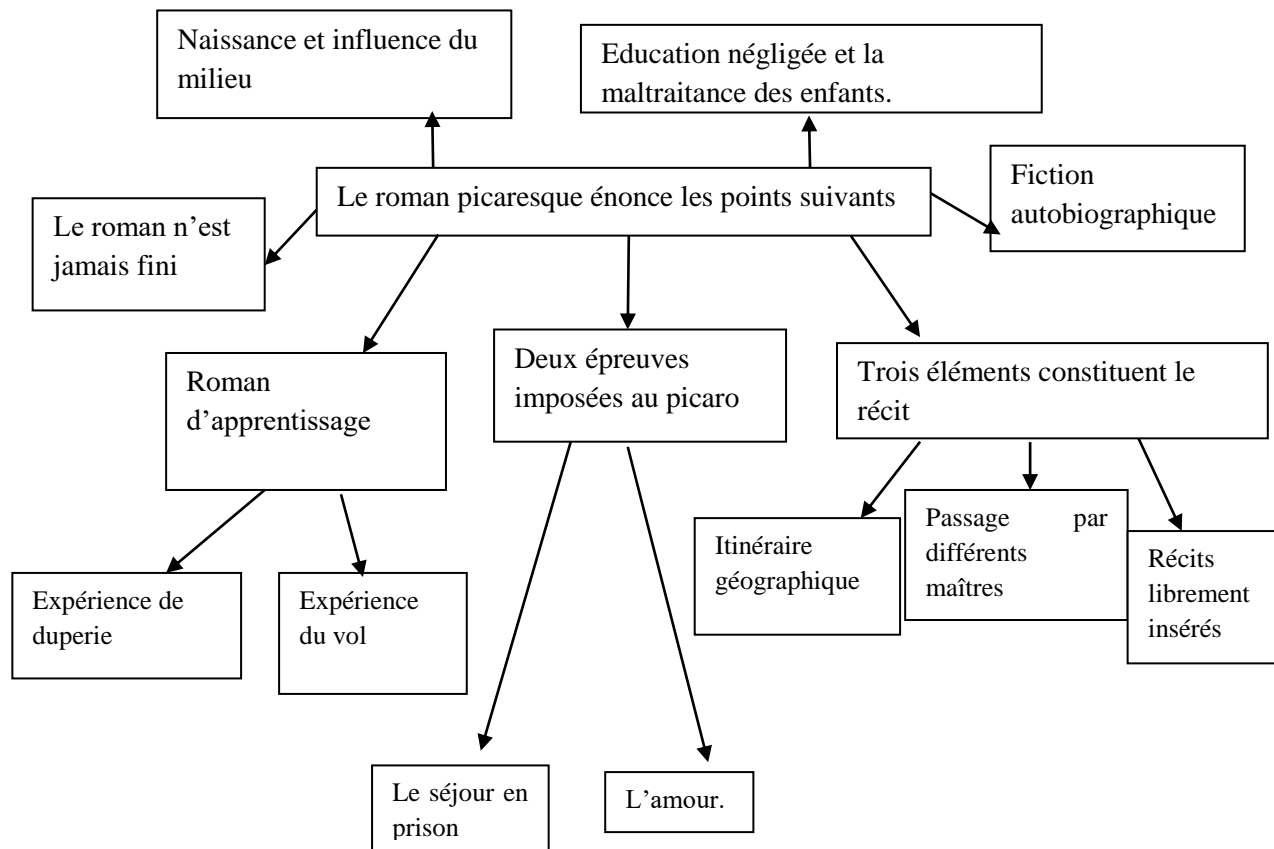 Naissance et influence du
milieu
Education négligée et la
maltraitance des enfants.
Le roman picaresque énonce les points suivants
Fiction
autobiographique
Le roman n’est
jamais fini
Roman
d’apprentissage
Deux épreuves
imposées au picaro
Trois éléments constituent le
récit
Expérience de
duperie
Expérience
du vol
Itinéraire
géographique
Passage par
différents
maîtres
Récits
librement
insérés
Le séjour en
prison
L’amour.